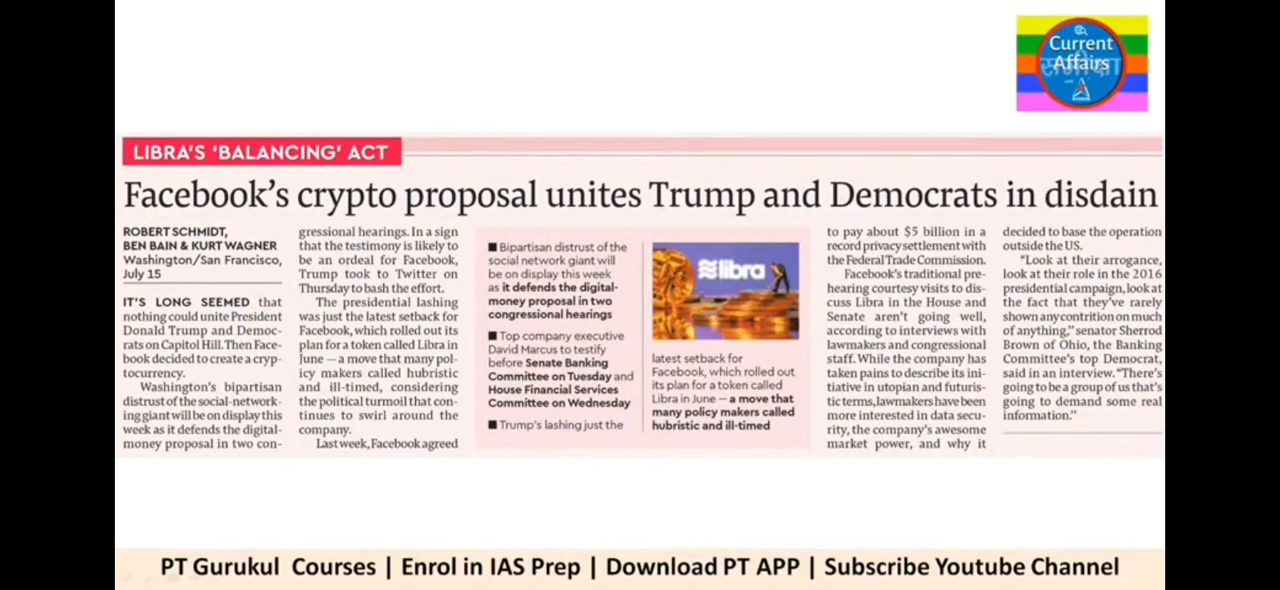 Current
Affairs
LIBRA'S 'BALANCING' ACT
Facebook's crypto proposal unites Trump and Democrats in disdain
ROBERT SCHMIDT,
BEN BAIN & KURT WAGNER
Washington/San Francisco,
July 15
IT'S LONG SEEMED that
nothing could unite President
Donald Trump and Democ-
rats on Capitol Hill. Then Face-
book decided to create a cryp-
tocurrency.
Washington's bipartisan
distrust of the social-network-
ing giant will be on display this
week as it defends the digital-
money proposal in two con-
gressional hearings. In a sign
that the testimony is likely to
be an ordeal for Facebook,
Trump took to Twitter on
Thursday to bash the effort.
The presidential lashing
was just the latest setback for
Facebook, which rolled out its
plan for a token called Libra in
June — a move that many pol-
icy makers called hubristic
and ill-timed, considering
the political turmoil that con-
tinues to swirl around the
company.
Last week, Facebook agreed
■ Bipartisan distrust of the
social network giant will
be on display this week
as it defends the digital-
money proposal in two
congressional hearings
■ Top company executive
David Marcus to testify
before Senate Banking
Committee on Tuesday and
House Financial Services
Committee on Wednesday
■ Trump's lashing just the
libra
latest setback for
Facebook, which rolled out
its plan for a token called
Libra in June — a move that
many policy makers called
hubristic and ill-timed
to pay about $5 billion in a
record privacy settlement with
the Federal Trade Commission.
Facebook's traditional pre-
hearing courtesy visits to dis-
cuss Libra in the House and
Senate aren't going well,
according to interviews with
lawmakers and congressional
staff. While the company has
taken pains to describe its ini-
tiative in utopian and futuris-
tic terms, lawmakers have been
more interested in data secu-
rity, the company's awesome
market power, and why it
decided to base the operation
outside the US.
"Look at their arrogance,
look at their role in the 2016
presidential campaign, look at
the fact that they've rarely
shown any contrition on much
of anything," senator Sherrod
Brown of Ohio, the Banking
Committee's top Democrat,
said in an interview. "There's
going to be a group of us that's
going to demand some real
information."
PT Gurukul Courses | Enrol in IAS Prep | Download PT APP | Subscribe Youtube Channel